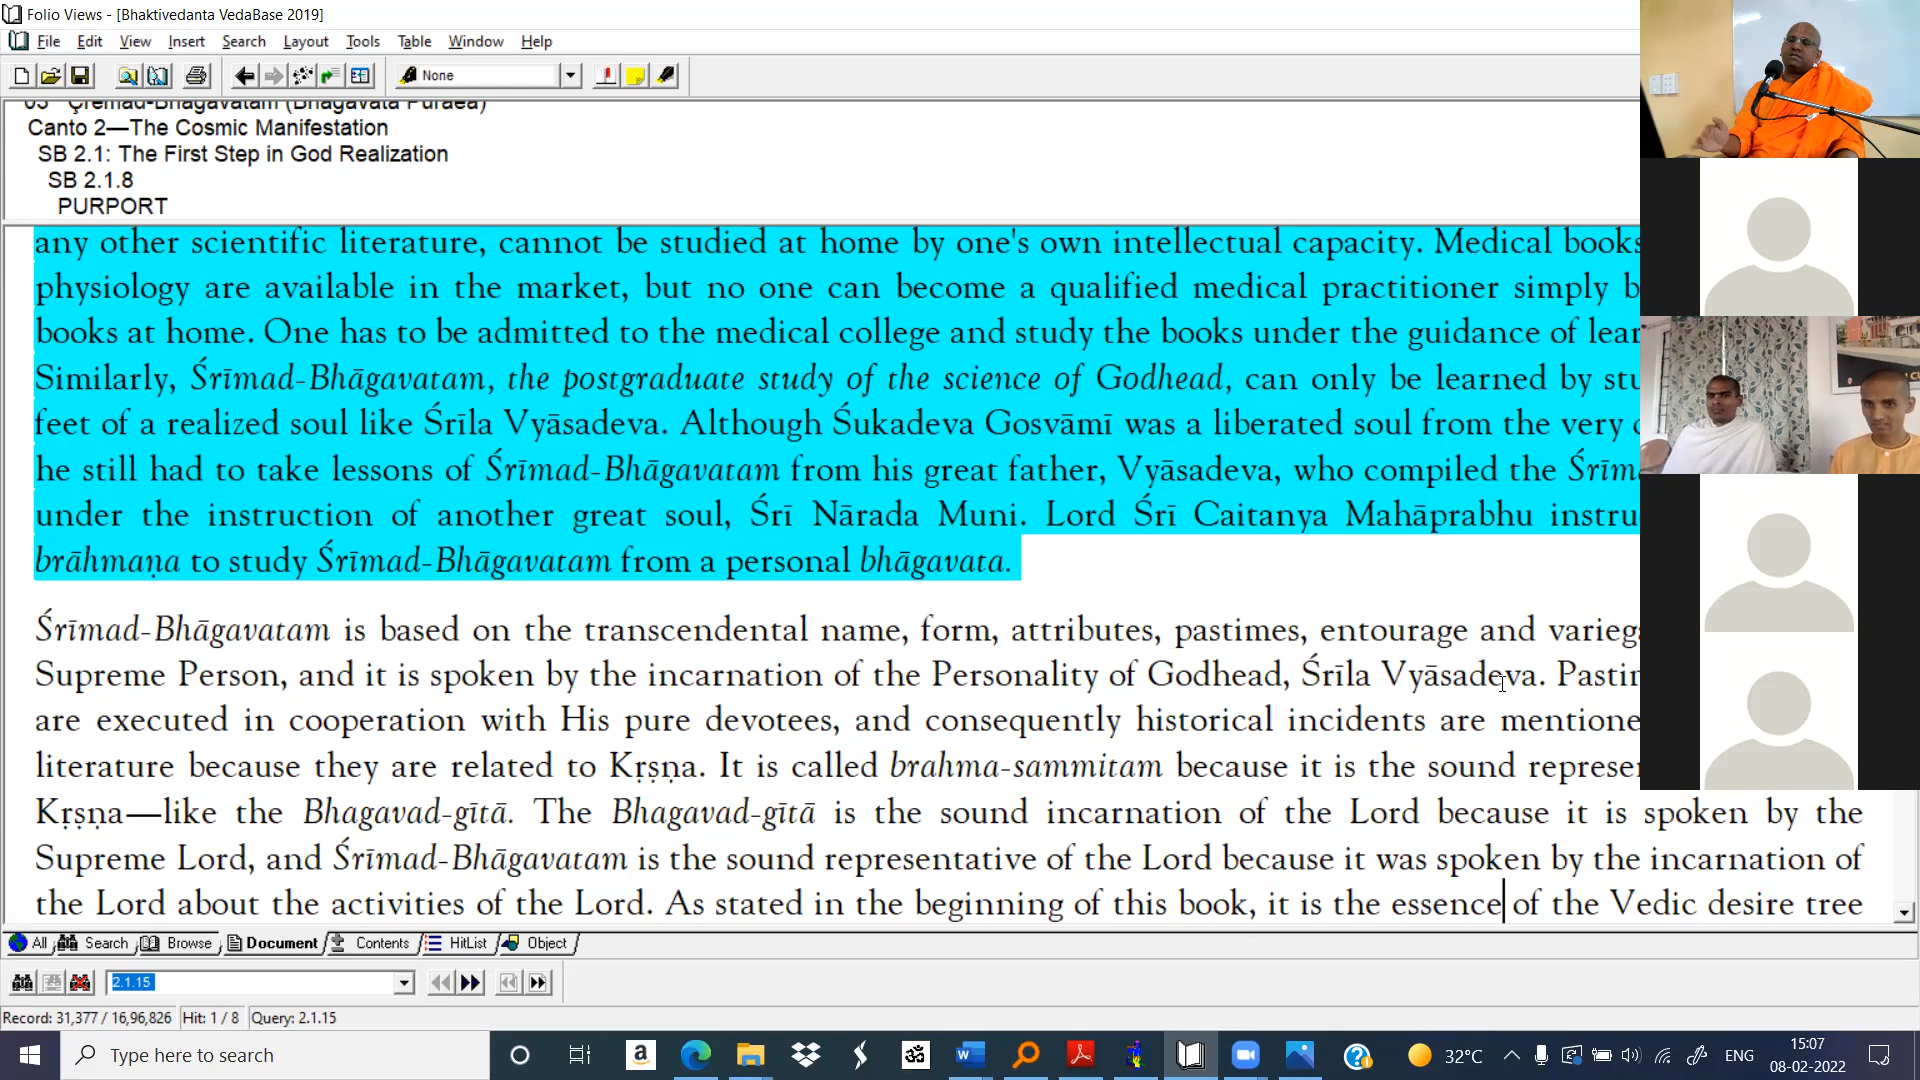 Folio Views - [Bhaktivedanta VedaBase 2019]
File Edit View Insert Search Layout Tools Table Window Help
None
03 Çrémad-Bhägavatam (Bhägavata Puräëa)
Canto 2—The Cosmic Manifestation
SB 2.1: The First Step in God Realization
SB 2.1.8
PURPORT
any other scientific literature, cannot be studied at home by one's own intellectual capacity. Medical books
physiology are available in the market, but no one can become a qualified medical practitioner simply b
books at home. One has to be admitted to the medical college and study the books under the guidance of lear
Similarly, Śrīmad-Bhāgavatam, the postgraduate study of the science of Godhead, can only be learned by stu
feet of a realized soul like Śrīla Vyāsadeva. Although Śukadeva Gosvāmī was a liberated soul from the very
he still had to take lessons of Śrīmad-Bhāgavatam from his great father, Vyāsadeva, who compiled the Śrīm
under the instruction of another great soul, Śrī Nārada Muni. Lord Śrī Caitanya Mahāprabhu instru
brāhmaṇa to study Śrīmad-Bhāgavatam from a personal bhāgavata.
Śrīmad-Bhāgavatam is based on the transcendental name, form, attributes, pastimes, entourage and varieg
Supreme Person, and it is spoken by the incarnation of the Personality of Godhead, Śrīla Vyāsadeva. Pastim
are executed in cooperation with His pure devotees, and consequently historical incidents are mentione
literature because they are related to Kṛṣṇa. It is called brahma-sammitam because it is the sound represe
Kṛṣṇa—like the Bhagavad-gītā. The Bhagavad-gītā is the sound incarnation of the Lord because it is spoken by the
Supreme Lord, and Śrīmad-Bhāgavatam is the sound representative of the Lord because it was spoken by the incarnation of
the Lord about the activities of the Lord. As stated in the beginning of this book, it is the essence of the Vedic desire tree
All Search Browse Document Contents HitList Object
2.1.15
Record: 31,377 / 16,96,826 Hit: 1 / 8 Query: 2.1.15
Type here to search
32°C ENG
15:07
08-02-2022